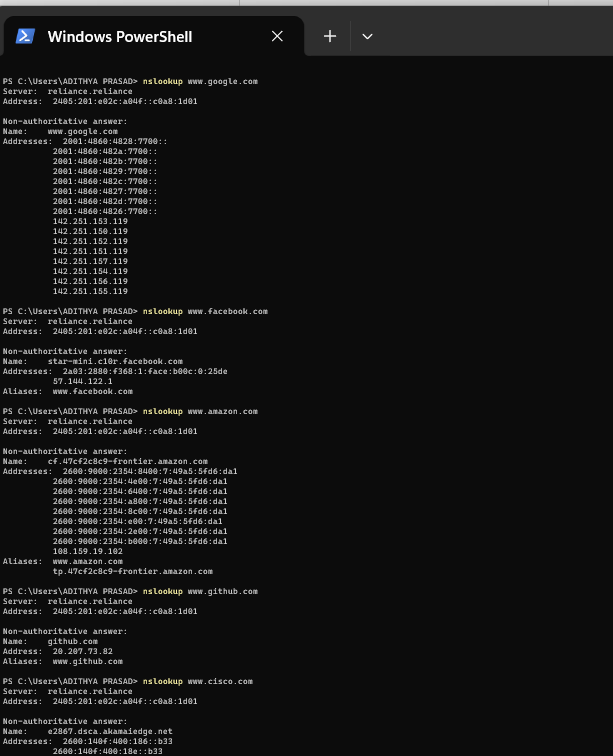 Windows PowerShell
PS C:\Users\ADITHYA PRASAD> nslookup www.google.com
Server:  reliance.reliance
Address:  2405:201:e02c:a04f::c0a8:1d01
Non-authoritative answer:
Name:    www.google.com
Addresses:  2001:4860:4828:7700::
2001:4860:482a:7700::
2001:4860:482b:7700::
2001:4860:4829:7700::
2001:4860:482c:7700::
2001:4860:4827:7700::
2001:4860:482d:7700::
2001:4860:4826:7700::
142.251.153.119
142.251.150.119
142.251.152.119
142.251.151.119
142.251.157.119
142.251.154.119
142.251.156.119
142.251.155.119
PS C:\Users\ADITHYA PRASAD> nslookup www.facebook.com
Server:  reliance.reliance
Address:  2405:201:e02c:a04f::c0a8:1d01
Non-authoritative answer:
Name:    star-mini.c10r.facebook.com
Addresses:  2a03:2880:f368:1:face:b00c:0:25de
57.144.122.1
Aliases:  www.facebook.com
PS C:\Users\ADITHYA PRASAD> nslookup www.amazon.com
Server:  reliance.reliance
Address:  2405:201:e02c:a04f::c0a8:1d01
Non-authoritative answer:
Name:    cf.47cf2c8c9-frontier.amazon.com
Addresses:  2600:9000:2354:8400:7:49a5:5fd6:da1
2600:9000:2354:4e00:7:49a5:5fd6:da1
2600:9000:2354:6400:7:49a5:5fd6:da1
2600:9000:2354:a800:7:49a5:5fd6:da1
2600:9000:2354:8c00:7:49a5:5fd6:da1
2600:9000:2354:e00:7:49a5:5fd6:da1
2600:9000:2354:2e00:7:49a5:5fd6:da1
2600:9000:2354:b000:7:49a5:5fd6:da1
108.159.19.102
Aliases:  www.amazon.com
tp.47cf2c8c9-frontier.amazon.com
PS C:\Users\ADITHYA PRASAD> nslookup www.github.com
Server:  reliance.reliance
Address:  2405:201:e02c:a04f::c0a8:1d01
Non-authoritative answer:
Name:    github.com
Address:  20.207.73.82
Aliases:  www.github.com
PS C:\Users\ADITHYA PRASAD> nslookup www.cisco.com
Server:  reliance.reliance
Address:  2405:201:e02c:a04f::c0a8:1d01
Non-authoritative answer:
Name:    e2867.dsca.akamaiedge.net
Addresses:  2600:140f:400:186::b33
2600:140f:400:18e::b33